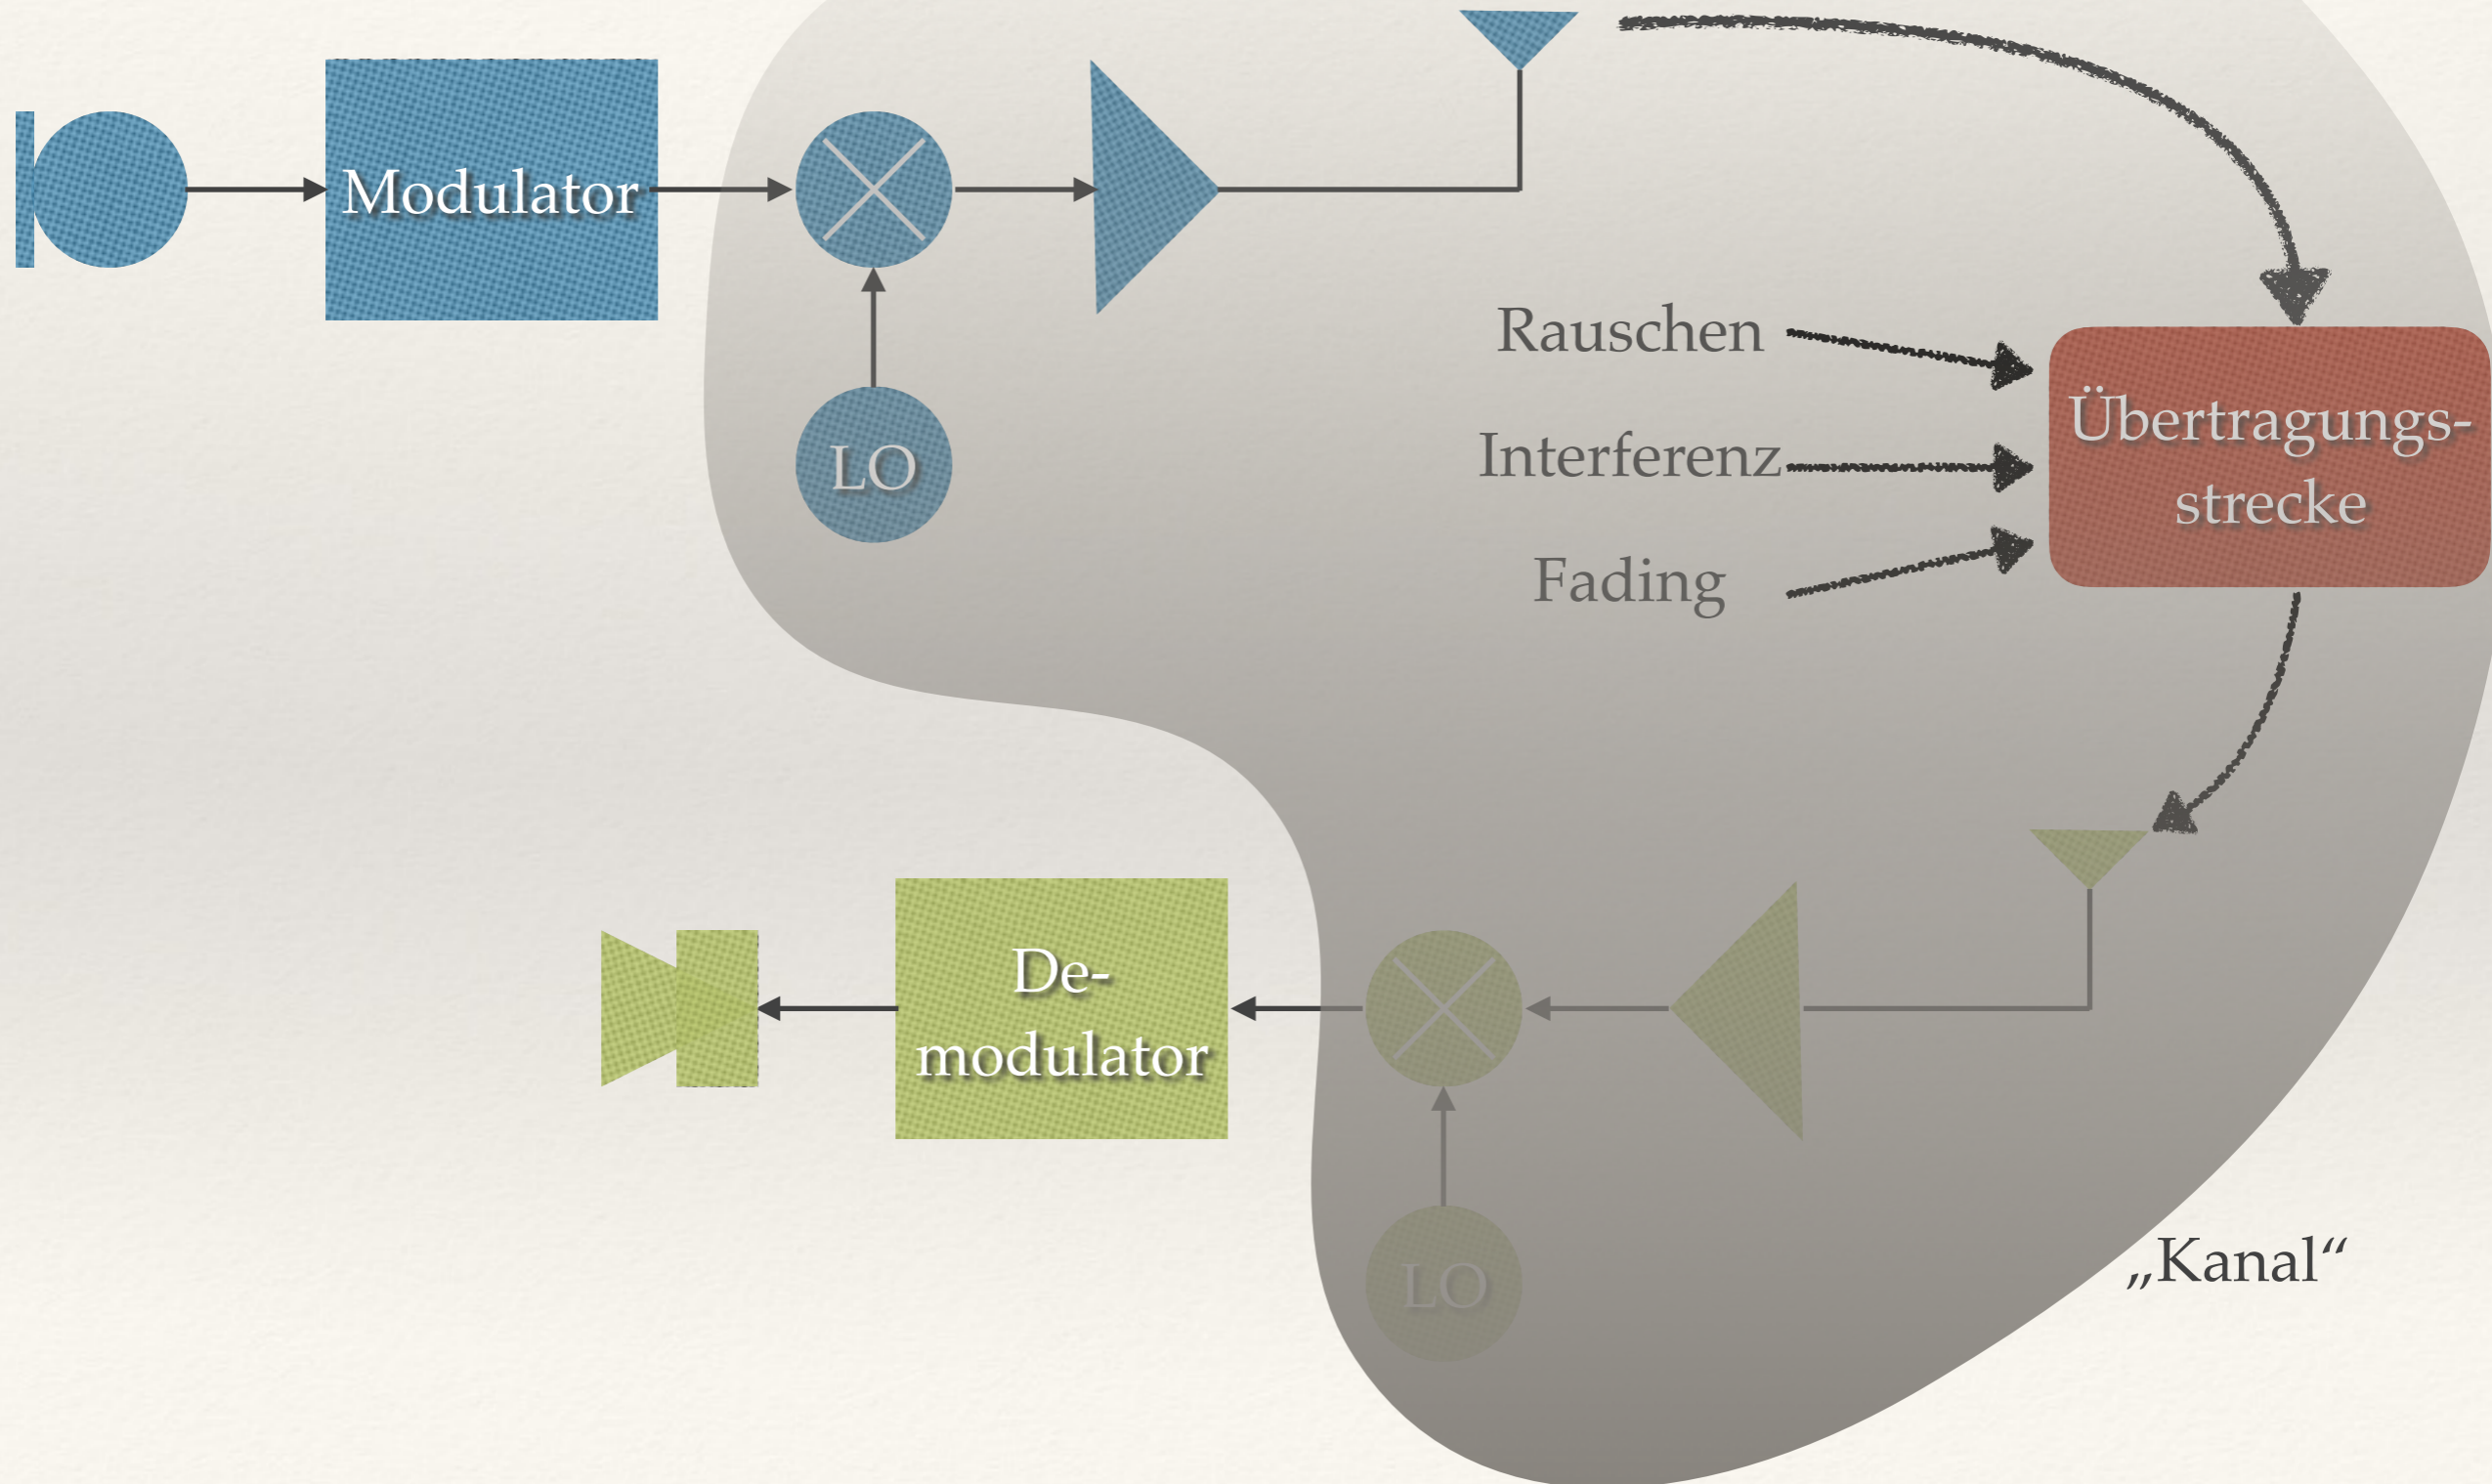 Modulator
LO
Rauschen
Interferenz
Fading
Übertragungs-
strecke
De-
modulator
LO
„Kanal“